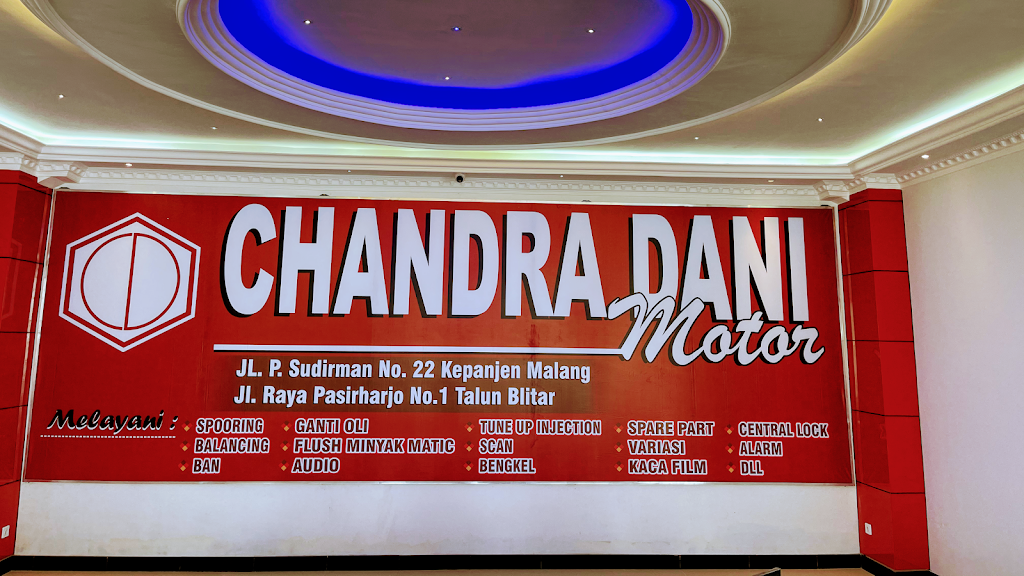 CHANDRA DANI
Motor
JL. P. Sudirman No. 22 Kepanjen Malang
Jl. Raya Pasirharjo No.1 Talun Blitar
Melayani :
SPOORING
BALANCING
BAN
GANTI OLI
FLUSH MINYAK MATIC
AUDIO
TUNE UP INJECTION
SCAN
BENGKEL
SPARE PART
VARIASI
KACA FILM
CENTRAL LOCK
ALARM
DLL